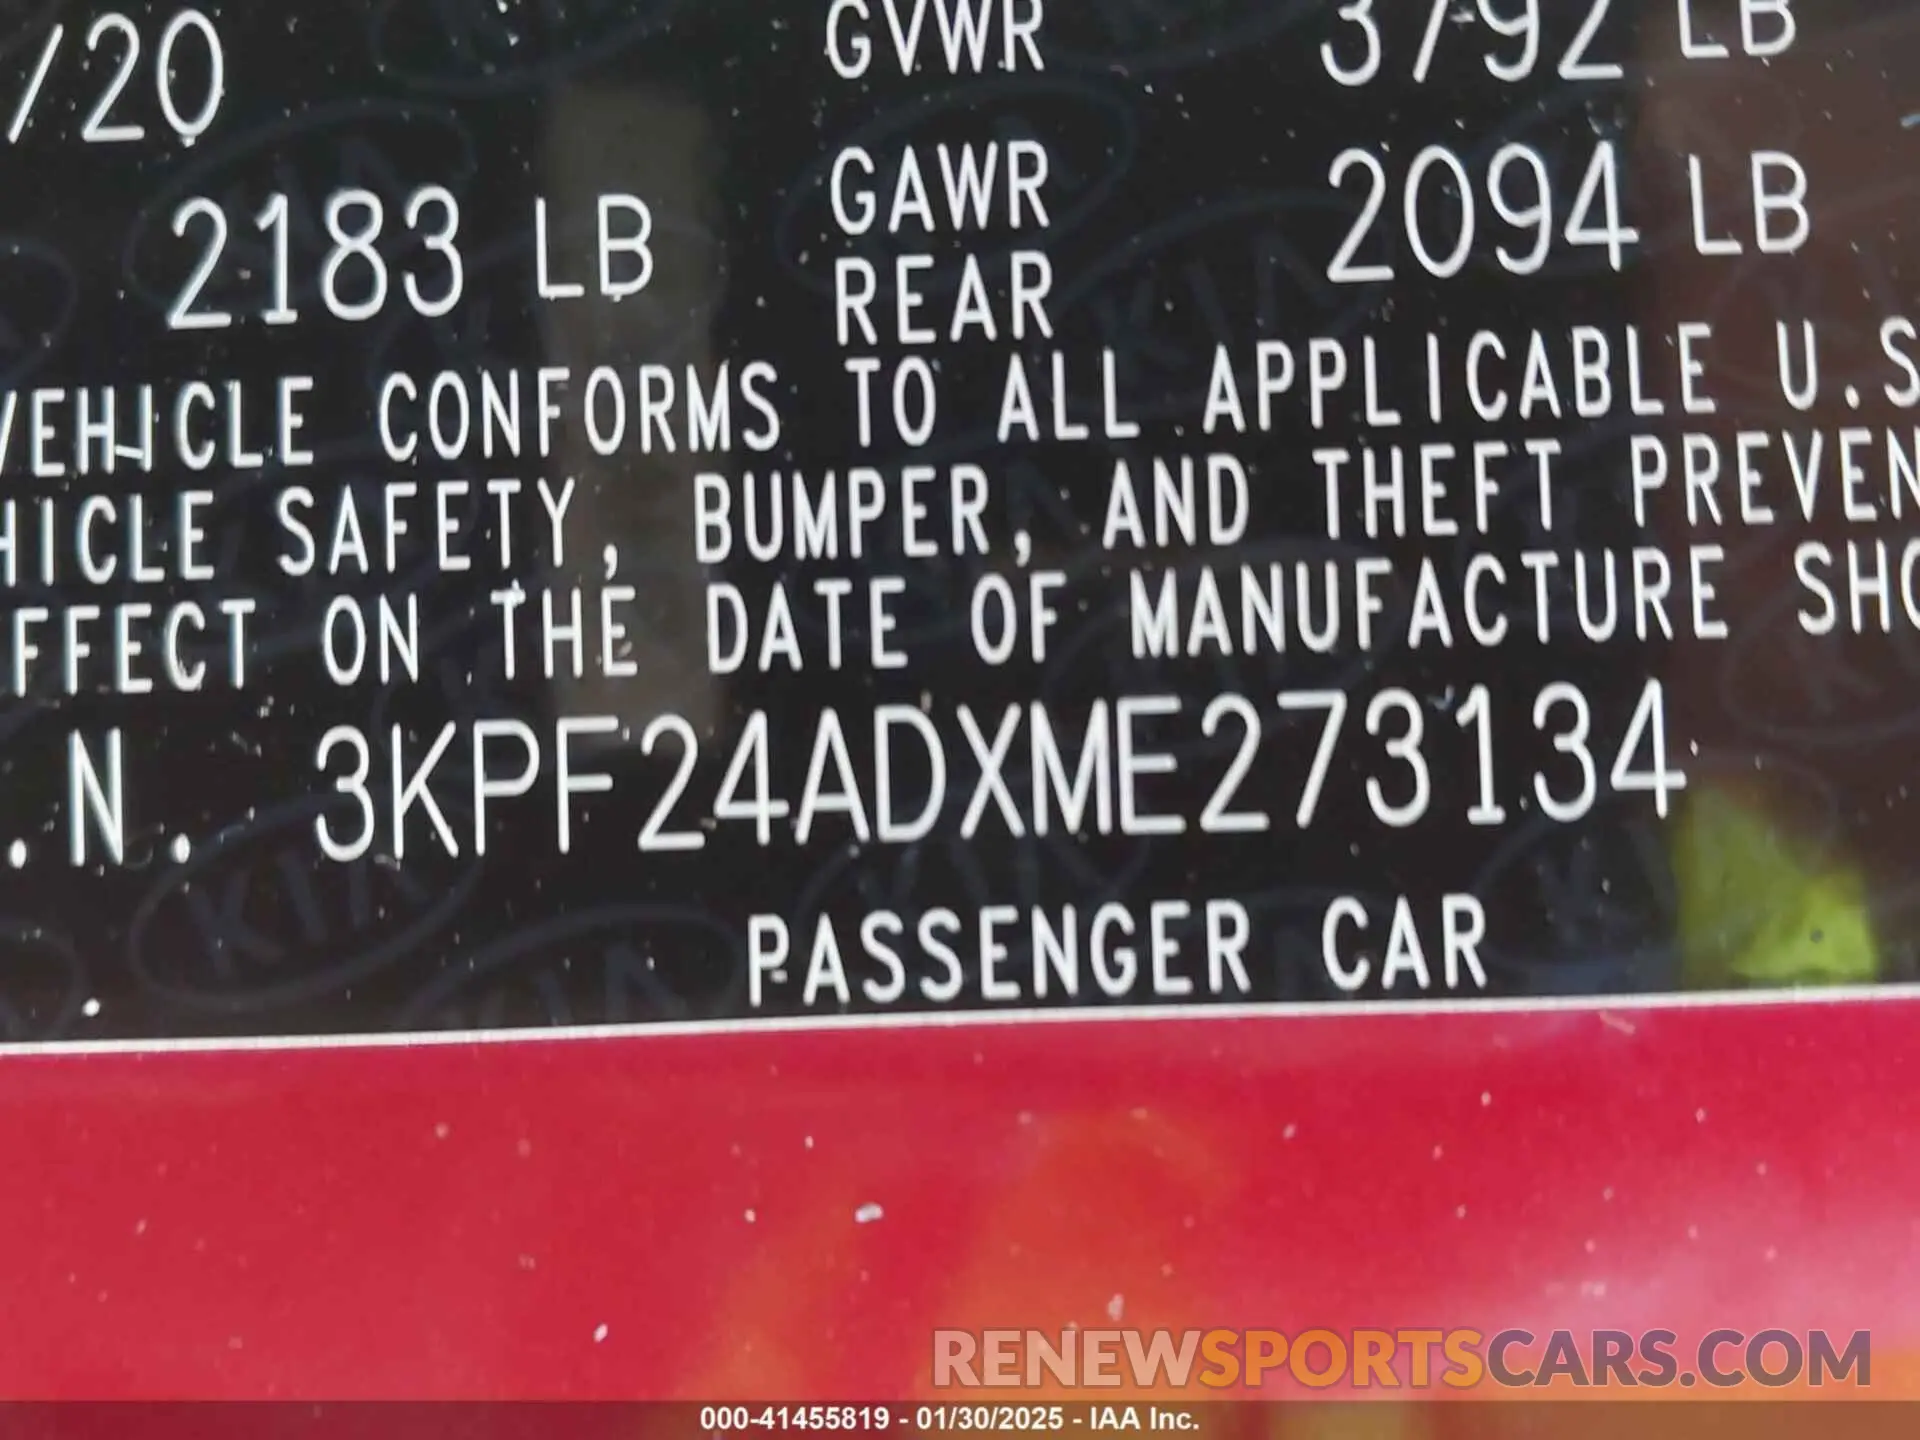 /20 GVWR 3792 LB
2183 LB GAWR REAR 2094 LB
VEHICLE CONFORMS TO ALL APPLICABLE U.S
HICLE SAFETY, BUMPER, AND THEFT PREVEN
FFECT ON THE DATE OF MANUFACTURE SHO
.N. 3KPF24ADXME273134
PASSENGER CAR
RENEWSPORTSCARS.COM
000-41455819 - 01/30/2025 - IAA Inc.